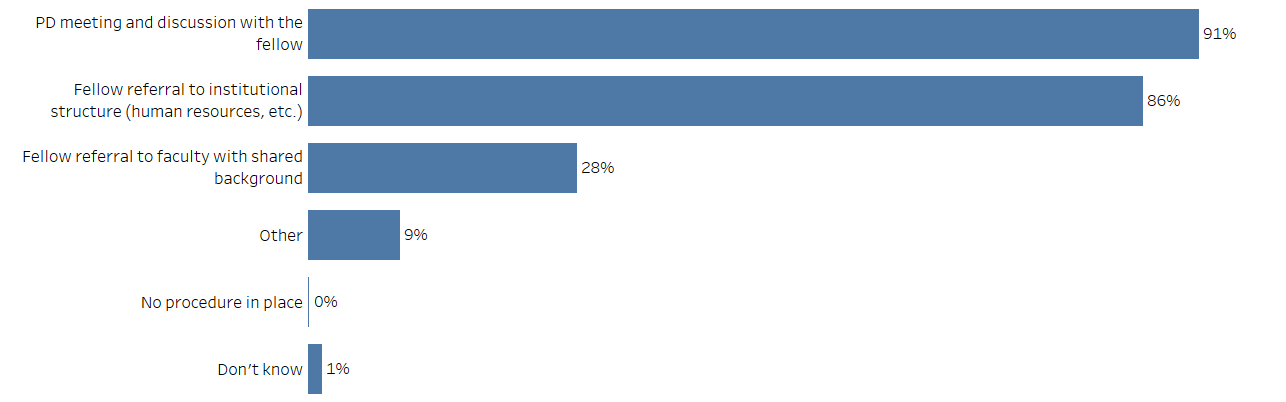 PD meeting and discussion with the
fellow
91%
Fellow referral to institutional
structure (human resources, etc.)
86%
Fellow referral to faculty with shared
background
28%
Other
9%
No procedure in place
0%
Don’t know
1%